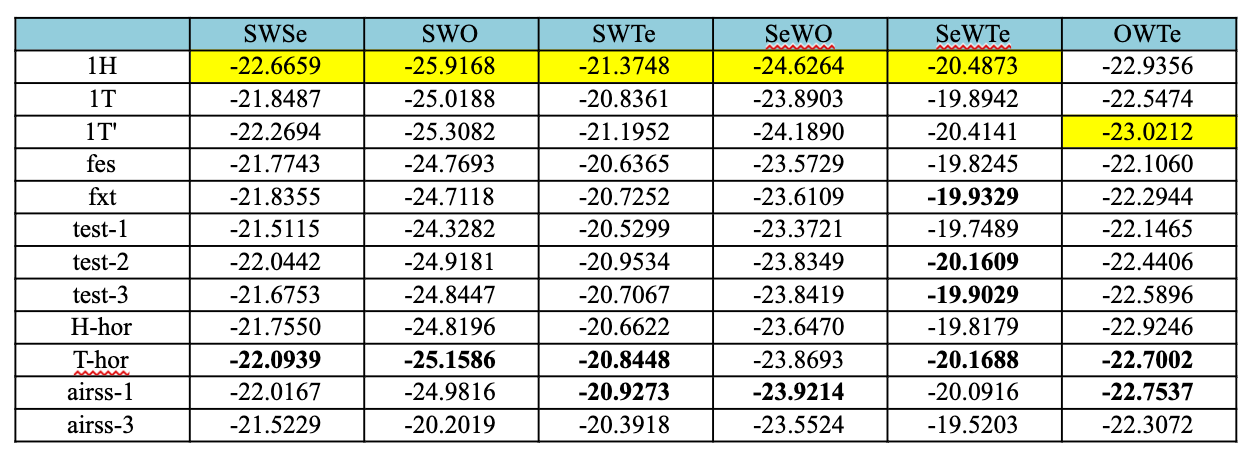 SWSe SWO SWTe SeWO SeWTe OWTe
1H -22.6659 -25.9168 -21.3748 -24.6264 -20.4873 -22.9356
1T -21.8487 -25.0188 -20.8361 -23.8903 -19.8942 -22.5474
1T' -22.2694 -25.3082 -21.1952 -24.1890 -20.4141 -23.0212
fes -21.7743 -24.7693 -20.6365 -23.5729 -19.8245 -22.1060
fxt -21.8355 -24.7118 -20.7252 -23.6109 -19.9329 -22.2944
test-1 -21.5115 -24.3282 -20.5299 -23.3721 -19.7489 -22.1465
test-2 -22.0442 -24.9181 -20.9534 -23.8349 -20.1609 -22.4406
test-3 -21.6753 -24.8447 -20.7067 -23.8419 -19.9029 -22.5896
H-hor -21.7550 -24.8196 -20.6622 -23.6470 -19.8179 -22.9246
T-hor -22.0939 -25.1586 -20.8448 -23.8693 -20.1688 -22.7002
airss-1 -22.0167 -24.9816 -20.9273 -23.9214 -20.0916 -22.7537
airss-3 -21.5229 -20.2019 -20.3918 -23.5524 -19.5203 -22.3072